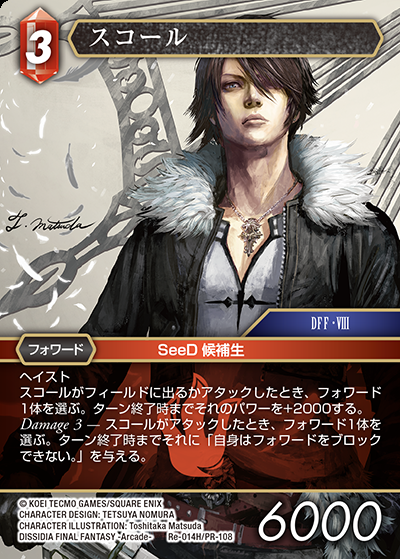 3
スコール
T. Matsuda
DFF・VIII
フォワード
SeeD 候補生
ヘイスト
スコールがフィールドに出るかアタックしたとき、フォワード
1体を選ぶ。ターン終了時までそのパワーを+2000する。
Damage 3 ― スコールがアタックしたとき、フォワード1体を
選ぶ。ターン終了時までそれに「自身はフォワードをブロック
できない。」を与える。
© KOEI TECMO GAMES/SQUARE ENIX
CHARACTER DESIGN: TETSUYA NOMURA
CHARACTER ILLUSTRATION: Toshitaka Matsuda
DISSIDIA FINAL FANTASY -Arcade- Re-014H/PR-108
6000